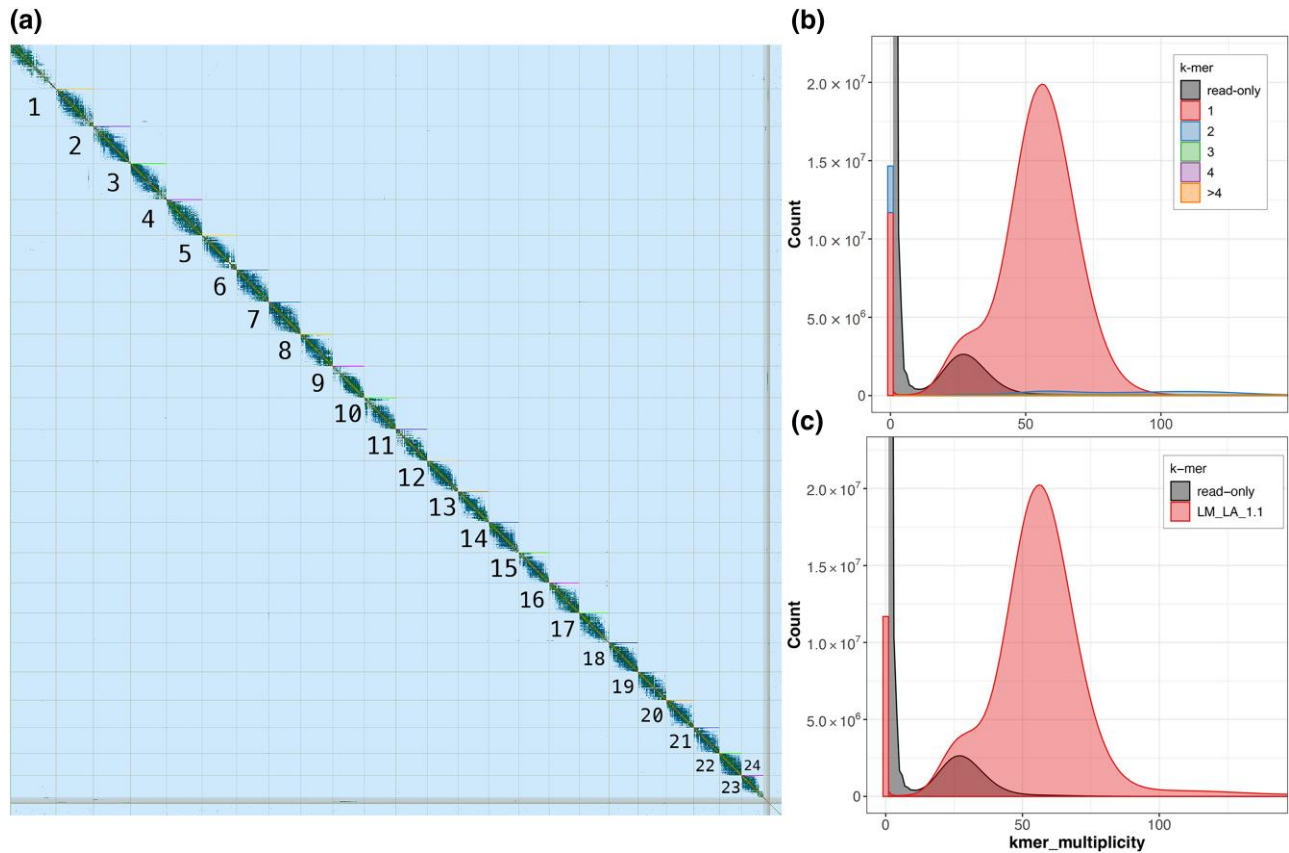 (a)
1
2
3
4
5
6
7
8
9
10
11
12
13
14
15
16
17
18
19
20
21
22 24
23
(b)
2.0 × 10⁷
1.5 × 10⁷
1.0 × 10⁷
5.0 × 10⁶
0
Count
0 50 100
k-mer
read-only
1
2
3
4
>4
(c)
2.0 × 10⁷
1.5 × 10⁷
1.0 × 10⁷
5.0 × 10⁶
0
Count
0 50 100
kmer_multiplicity
k−mer
read−only
LM_LA_1.1